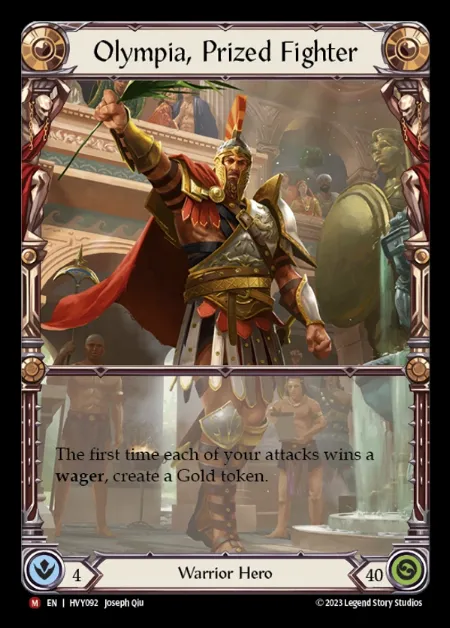 Olympia, Prized Fighter
The first time each of your attacks wins a
wager, create a Gold token.
4
Warrior Hero
40
M EN | HVY092 Joseph Qiu
© 2023 Legend Story Studios